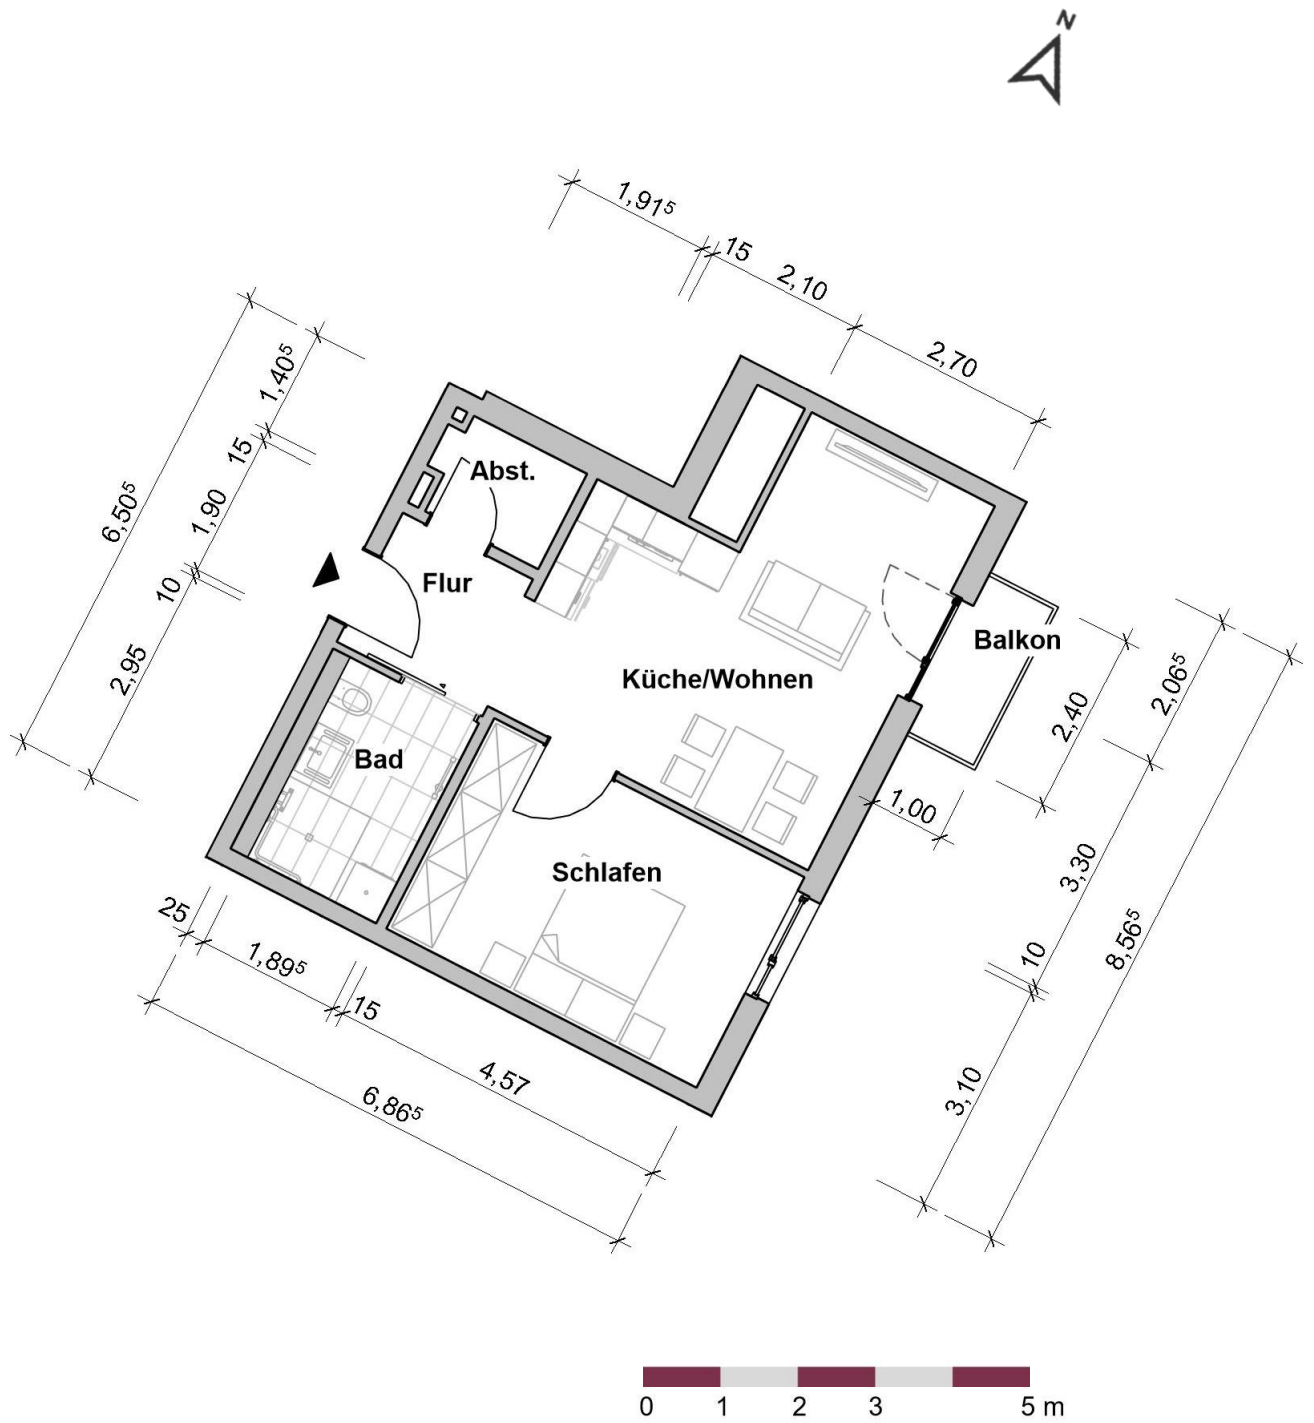 N
1,91⁵
15
2,10
2,70
1,40⁵
15
1,90
10
2,95
6,50⁵
Abst.
Flur
Küche/Wohnen
Balkon
Bad
Schlafen
2,06⁵
2,40
1,00
3,30
10
8,56⁵
3,10
25
1,89⁵
15
4,57
6,86⁵
0 1 2 3 5 m